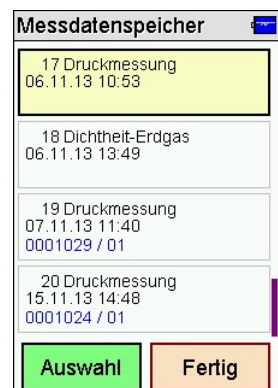 Messdatenspeicher
17 Druckmessung
06.11.13 10:53
18 Dichtheit-Erdgas
06.11.13 13:49
19 Druckmessung
07.11.13 11:40
0001029 / 01
20 Druckmessung
15.11.13 14:48
0001024 / 01
Auswahl Fertig